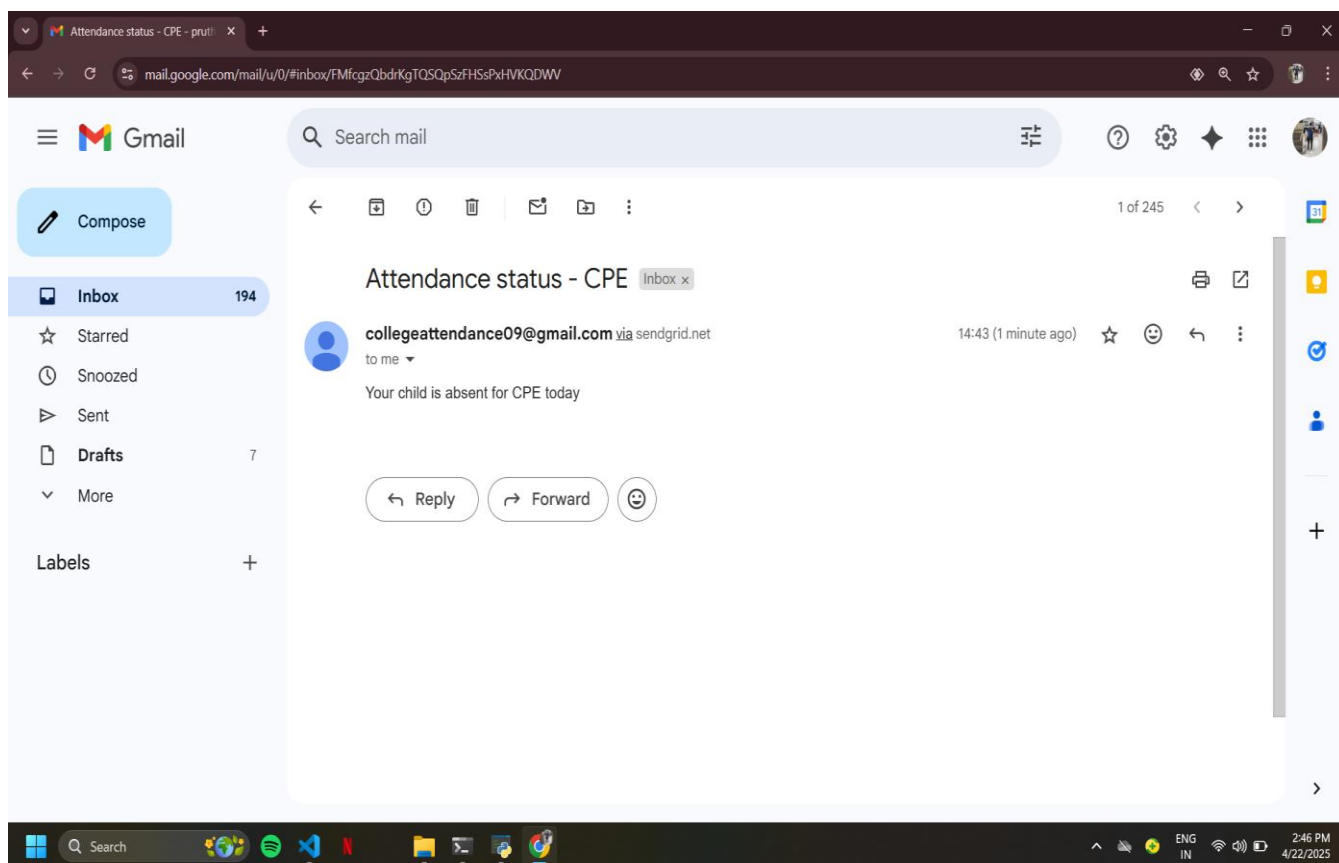 Attendance status - CPE - pruth
mail.google.com/mail/u/0/#inbox/FMfcgzQbdrKgTQSQpSzFHSsPxHVKQDWV
Gmail
Search mail
Compose
1 of 245
31
Attendance status - CPE Inbox x
Inbox 194
collegeattendance09@gmail.com via sendgrid.net 14:43 (1 minute ago)
Starred
to me
Snoozed
Your child is absent for CPE today
Sent
Drafts 7
More
Reply Forward
Labels
Search
ENG
IN
2:46 PM
4/22/2025